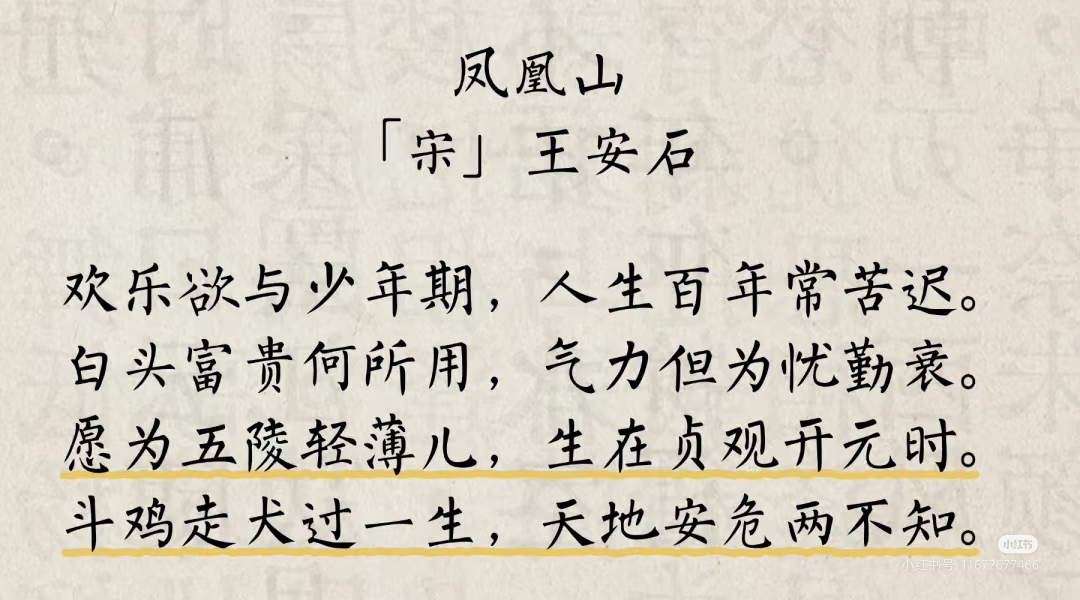 凤凰山
「宋」王安石
欢乐欲与少年期，人生百年常苦迟。
白头富贵何所用，气力但为忧勤衰。
愿为五陵轻薄儿，生在贞观开元时。
斗鸡走犬过一生，天地安危两不知。
小红书
小红书号 11672677466